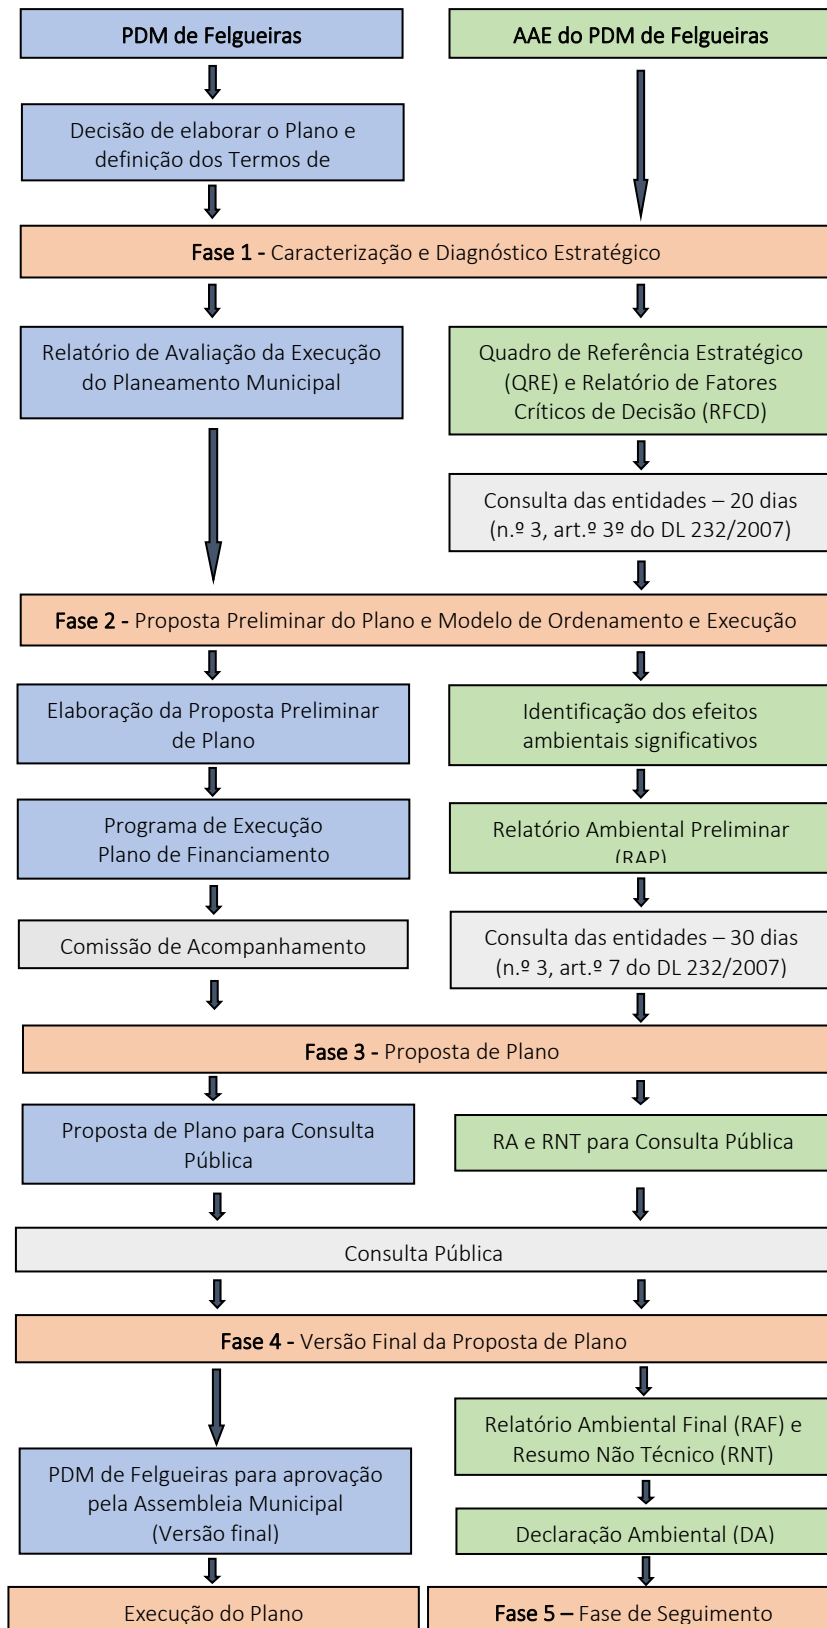 PDM de Felgueiras
AAE do PDM de Felgueiras
Decisão de elaborar o Plano e
definição dos Termos de
Fase 1 - Caracterização e Diagnóstico Estratégico
Relatório de Avaliação da Execução
do Planeamento Municipal
Quadro de Referência Estratégico
(QRE) e Relatório de Fatores
Críticos de Decisão (RFCD)
Consulta das entidades – 20 dias
(n.º 3, art.º 3º do DL 232/2007)
Fase 2 - Proposta Preliminar do Plano e Modelo de Ordenamento e Execução
Elaboração da Proposta Preliminar
de Plano
Identificação dos efeitos
ambientais significativos
Programa de Execução
Plano de Financiamento
Relatório Ambiental Preliminar
(RAP)
Comissão de Acompanhamento
Consulta das entidades – 30 dias
(n.º 3, art.º 7 do DL 232/2007)
Fase 3 - Proposta de Plano
Proposta de Plano para Consulta
Pública
RA e RNT para Consulta Pública
Consulta Pública
Fase 4 - Versão Final da Proposta de Plano
Relatório Ambiental Final (RAF) e
Resumo Não Técnico (RNT)
PDM de Felgueiras para aprovação
pela Assembleia Municipal
(Versão final)
Declaração Ambiental (DA)
Execução do Plano
Fase 5 – Fase de Seguimento